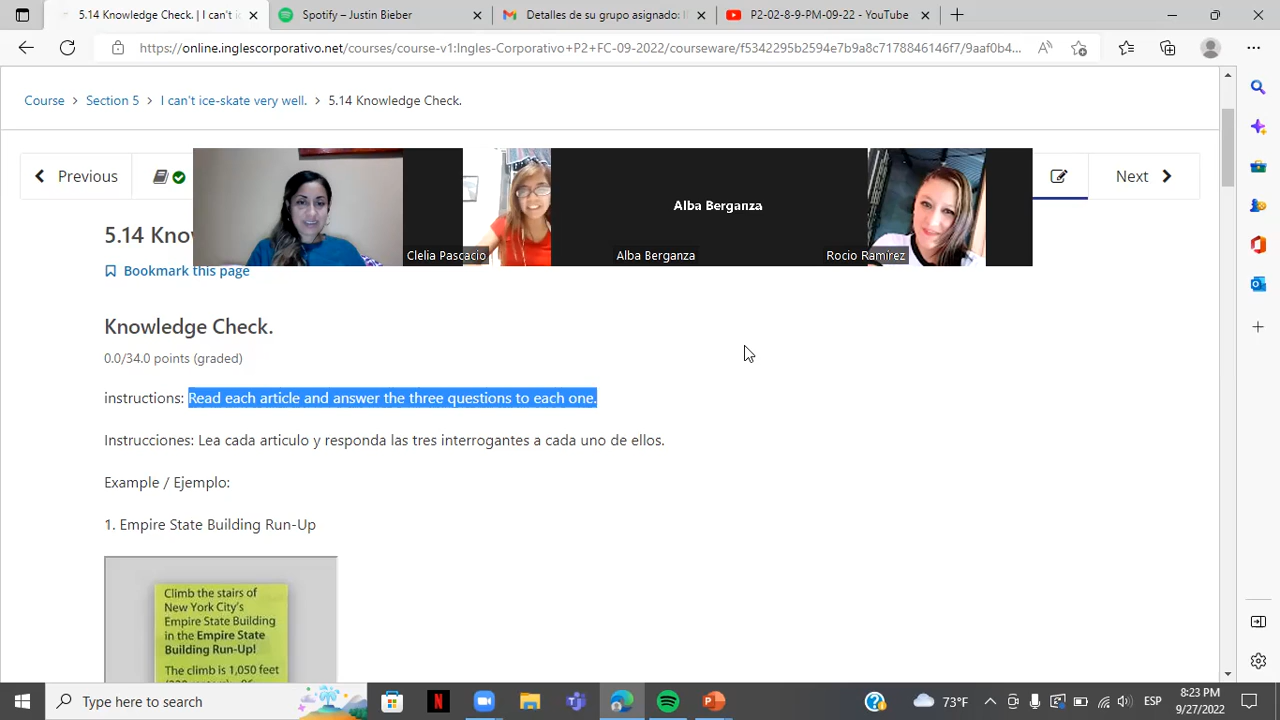 5.14 Knowledge Check. | I can't i
Spotify – Justin Bieber
Detalles de su grupo asignado: I
P2-02-8-9-PM-09-22 - YouTube
https://online.inglescorporativo.net/courses/course-v1:Ingles-Corporativo+P2+FC-09-2022/courseware/f5342295b2594e7b9a8c7178846146f7/9aaf0b4...
Course > Section 5 > I can't ice-skate very well. > 5.14 Knowledge Check.
Previous
Next
Alba Berganza
5.14 Kno
Clelia Pascacio
Alba Berganza
Rocio Ramirez
Bookmark this page
Knowledge Check.
0.0/34.0 points (graded)
instructions: Read each article and answer the three questions to each one.
Instrucciones: Lea cada articulo y responda las tres interrogantes a cada uno de ellos.
Example / Ejemplo:
1. Empire State Building Run-Up
Climb the stairs of
New York City's
Empire State Building
in the Empire State
Building Run-Up!
The climb is 1,050 feet
Type here to search
73°F
ESP
8:23 PM
9/27/2022